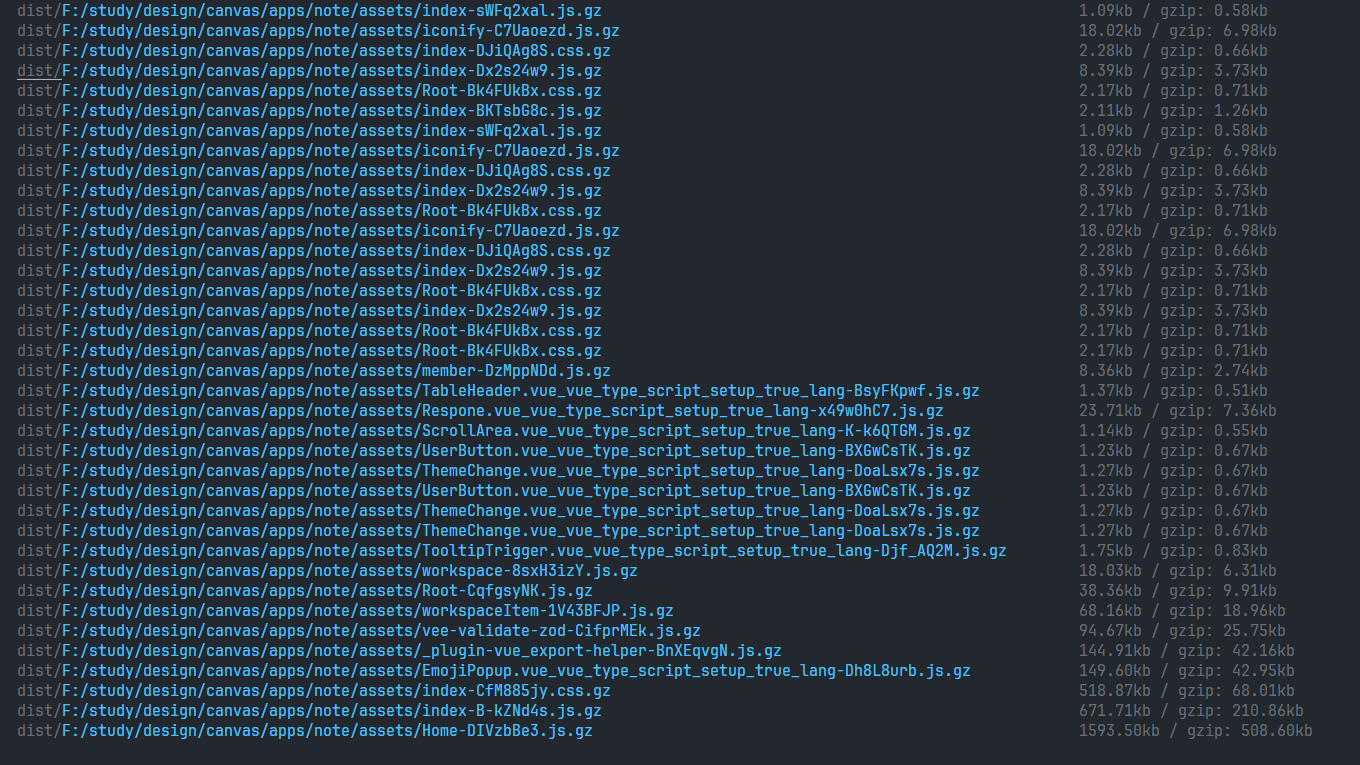 dist/F:/study/design/canvas/apps/note/assets/index-sWFq2xal.js.gz 1.09kb / gzip: 0.58kb
dist/F:/study/design/canvas/apps/note/assets/iconify-C7Uaoezd.js.gz 18.02kb / gzip: 6.98kb
dist/F:/study/design/canvas/apps/note/assets/index-DJiQAg8S.css.gz 2.28kb / gzip: 0.66kb
dist/F:/study/design/canvas/apps/note/assets/index-Dx2s24w9.js.gz 8.39kb / gzip: 3.73kb
dist/F:/study/design/canvas/apps/note/assets/Root-Bk4FUkBx.css.gz 2.17kb / gzip: 0.71kb
dist/F:/study/design/canvas/apps/note/assets/index-BKTsbG8c.js.gz 2.11kb / gzip: 1.26kb
dist/F:/study/design/canvas/apps/note/assets/index-sWFq2xal.js.gz 1.09kb / gzip: 0.58kb
dist/F:/study/design/canvas/apps/note/assets/iconify-C7Uaoezd.js.gz 18.02kb / gzip: 6.98kb
dist/F:/study/design/canvas/apps/note/assets/index-DJiQAg8S.css.gz 2.28kb / gzip: 0.66kb
dist/F:/study/design/canvas/apps/note/assets/index-Dx2s24w9.js.gz 8.39kb / gzip: 3.73kb
dist/F:/study/design/canvas/apps/note/assets/Root-Bk4FUkBx.css.gz 2.17kb / gzip: 0.71kb
dist/F:/study/design/canvas/apps/note/assets/iconify-C7Uaoezd.js.gz 18.02kb / gzip: 6.98kb
dist/F:/study/design/canvas/apps/note/assets/index-DJiQAg8S.css.gz 2.28kb / gzip: 0.66kb
dist/F:/study/design/canvas/apps/note/assets/index-Dx2s24w9.js.gz 8.39kb / gzip: 3.73kb
dist/F:/study/design/canvas/apps/note/assets/Root-Bk4FUkBx.css.gz 2.17kb / gzip: 0.71kb
dist/F:/study/design/canvas/apps/note/assets/index-Dx2s24w9.js.gz 8.39kb / gzip: 3.73kb
dist/F:/study/design/canvas/apps/note/assets/Root-Bk4FUkBx.css.gz 2.17kb / gzip: 0.71kb
dist/F:/study/design/canvas/apps/note/assets/Root-Bk4FUkBx.css.gz 2.17kb / gzip: 0.71kb
dist/F:/study/design/canvas/apps/note/assets/member-DzMppNDd.js.gz 8.36kb / gzip: 2.74kb
dist/F:/study/design/canvas/apps/note/assets/TableHeader.vue_vue_type_script_setup_true_lang-BsyFKpwf.js.gz 1.37kb / gzip: 0.51kb
dist/F:/study/design/canvas/apps/note/assets/Respone.vue_vue_type_script_setup_true_lang-x49w0hC7.js.gz 23.71kb / gzip: 7.36kb
dist/F:/study/design/canvas/apps/note/assets/ScrollArea.vue_vue_type_script_setup_true_lang-K-k6QTGM.js.gz 1.14kb / gzip: 0.55kb
dist/F:/study/design/canvas/apps/note/assets/UserButton.vue_vue_type_script_setup_true_lang-BXGwCsTK.js.gz 1.23kb / gzip: 0.67kb
dist/F:/study/design/canvas/apps/note/assets/ThemeChange.vue_vue_type_script_setup_true_lang-DoaLsx7s.js.gz 1.27kb / gzip: 0.67kb
dist/F:/study/design/canvas/apps/note/assets/UserButton.vue_vue_type_script_setup_true_lang-BXGwCsTK.js.gz 1.23kb / gzip: 0.67kb
dist/F:/study/design/canvas/apps/note/assets/ThemeChange.vue_vue_type_script_setup_true_lang-DoaLsx7s.js.gz 1.27kb / gzip: 0.67kb
dist/F:/study/design/canvas/apps/note/assets/ThemeChange.vue_vue_type_script_setup_true_lang-DoaLsx7s.js.gz 1.27kb / gzip: 0.67kb
dist/F:/study/design/canvas/apps/note/assets/TooltipTrigger.vue_vue_type_script_setup_true_lang-Djf_AQ2M.js.gz 1.75kb / gzip: 0.83kb
dist/F:/study/design/canvas/apps/note/assets/workspace-8sxH3izY.js.gz 18.03kb / gzip: 6.31kb
dist/F:/study/design/canvas/apps/note/assets/Root-CqfgsyNK.js.gz 38.36kb / gzip: 9.91kb
dist/F:/study/design/canvas/apps/note/assets/workspaceItem-1V43BFJP.js.gz 68.16kb / gzip: 18.96kb
dist/F:/study/design/canvas/apps/note/assets/vee-validate-zod-CifprMEk.js.gz 94.67kb / gzip: 25.75kb
dist/F:/study/design/canvas/apps/note/assets/_plugin-vue_export-helper-BnXEqvgN.js.gz 144.91kb / gzip: 42.16kb
dist/F:/study/design/canvas/apps/note/assets/EmojiPopup.vue_vue_type_script_setup_true_lang-Dh8L8urb.js.gz 149.60kb / gzip: 42.95kb
dist/F:/study/design/canvas/apps/note/assets/index-CfM885jy.css.gz 518.87kb / gzip: 68.01kb
dist/F:/study/design/canvas/apps/note/assets/index-B-kZNd4s.js.gz 671.71kb / gzip: 210.86kb
dist/F:/study/design/canvas/apps/note/assets/Home-DIVzbBe3.js.gz 1593.50kb / gzip: 508.60kb